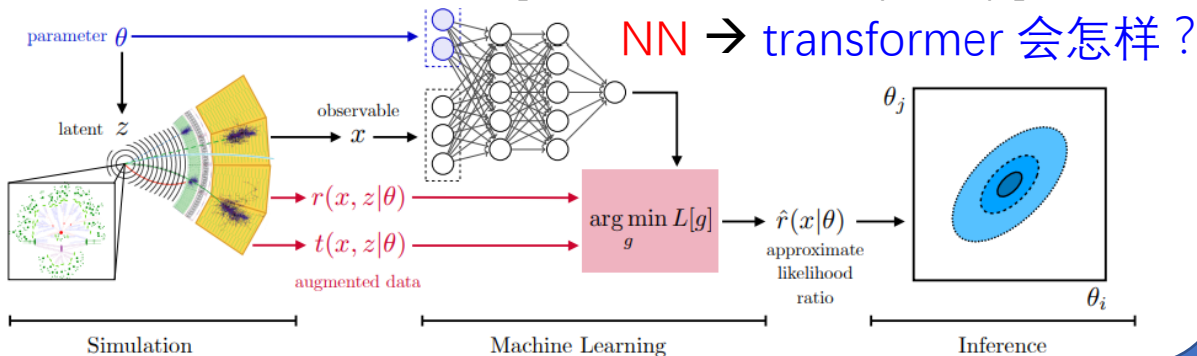 NN → transformer 会怎样？
parameter θ
latent z
observable
x
r(x, z|θ)
t(x, z|θ)
augmented data
arg min L[g]
g
r̂(x|θ)
approximate
likelihood
ratio
θj
θi
Simulation
Machine Learning
Inference